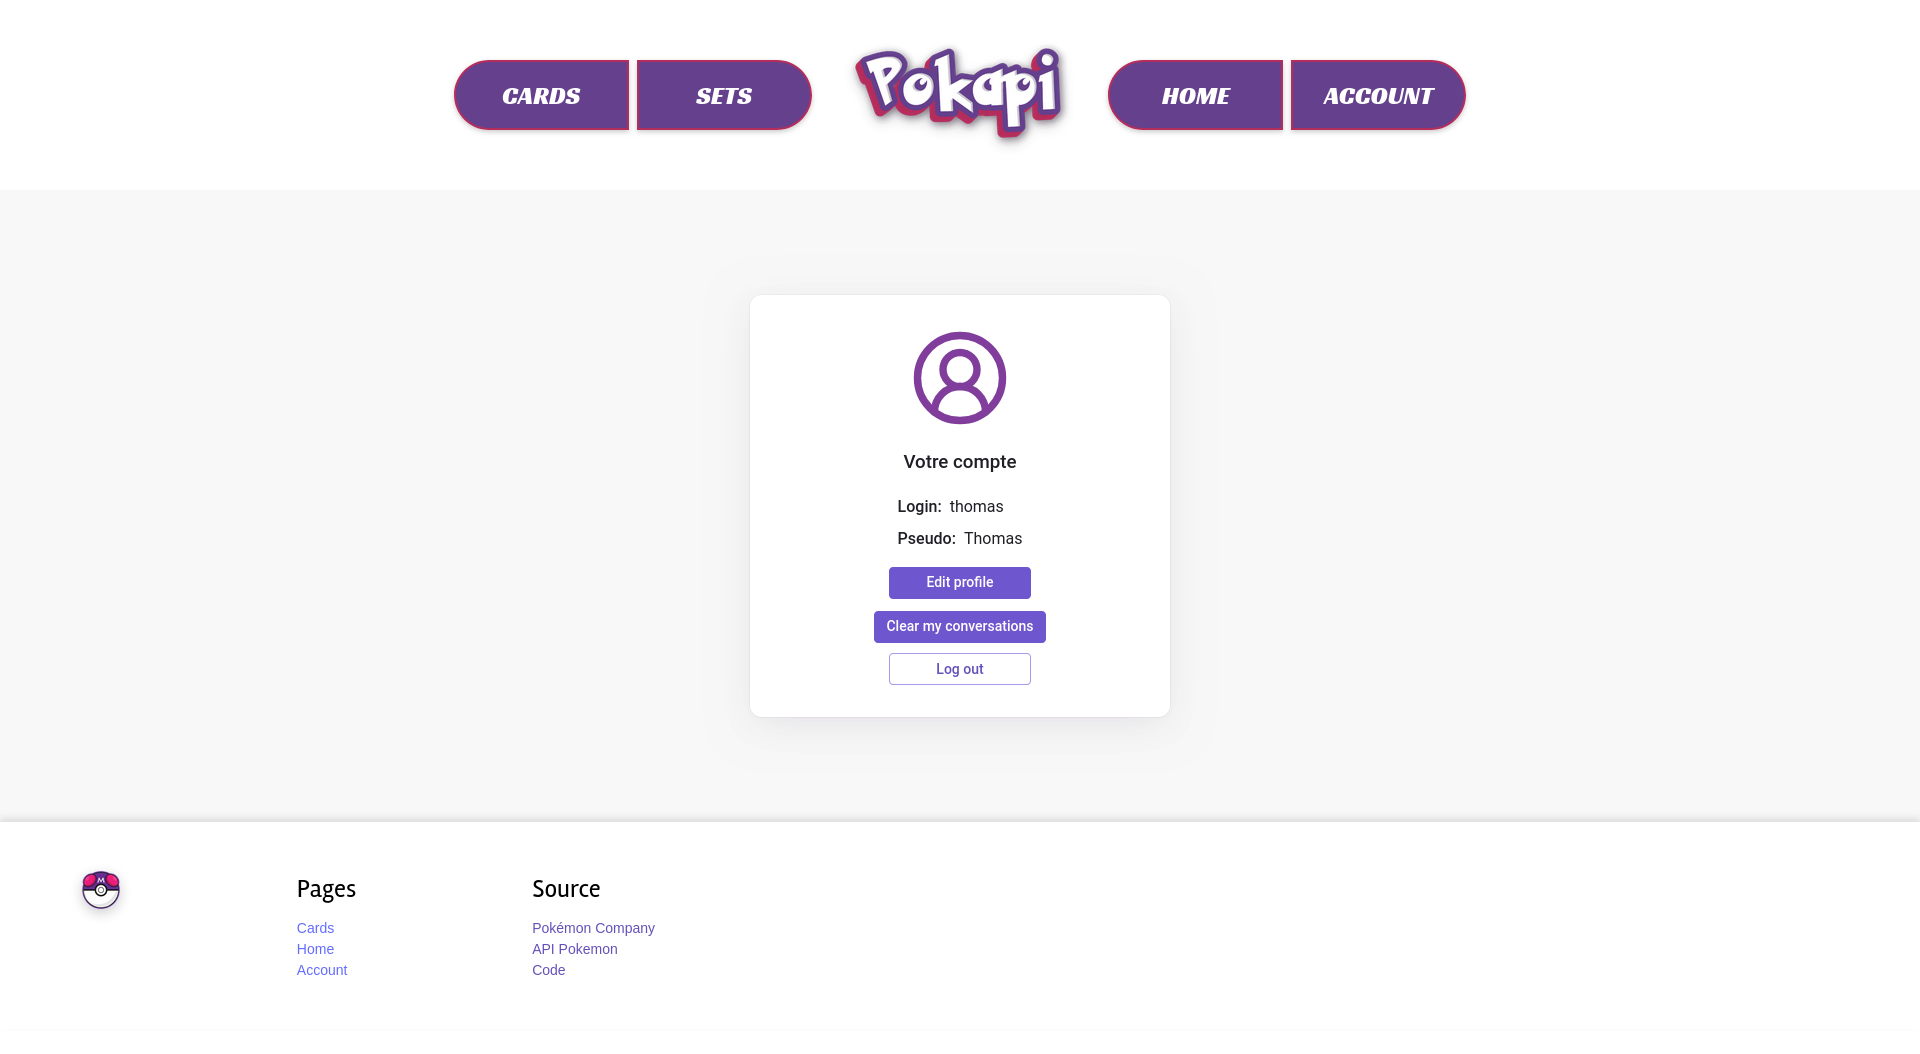 CARDS
SETS
Pokapi
HOME
ACCOUNT
Votre compte
Login: thomas
Pseudo: Thomas
Edit profile
Clear my conversations
Log out
M
Pages
Cards
Home
Account
Source
Pokémon Company
API Pokemon
Code